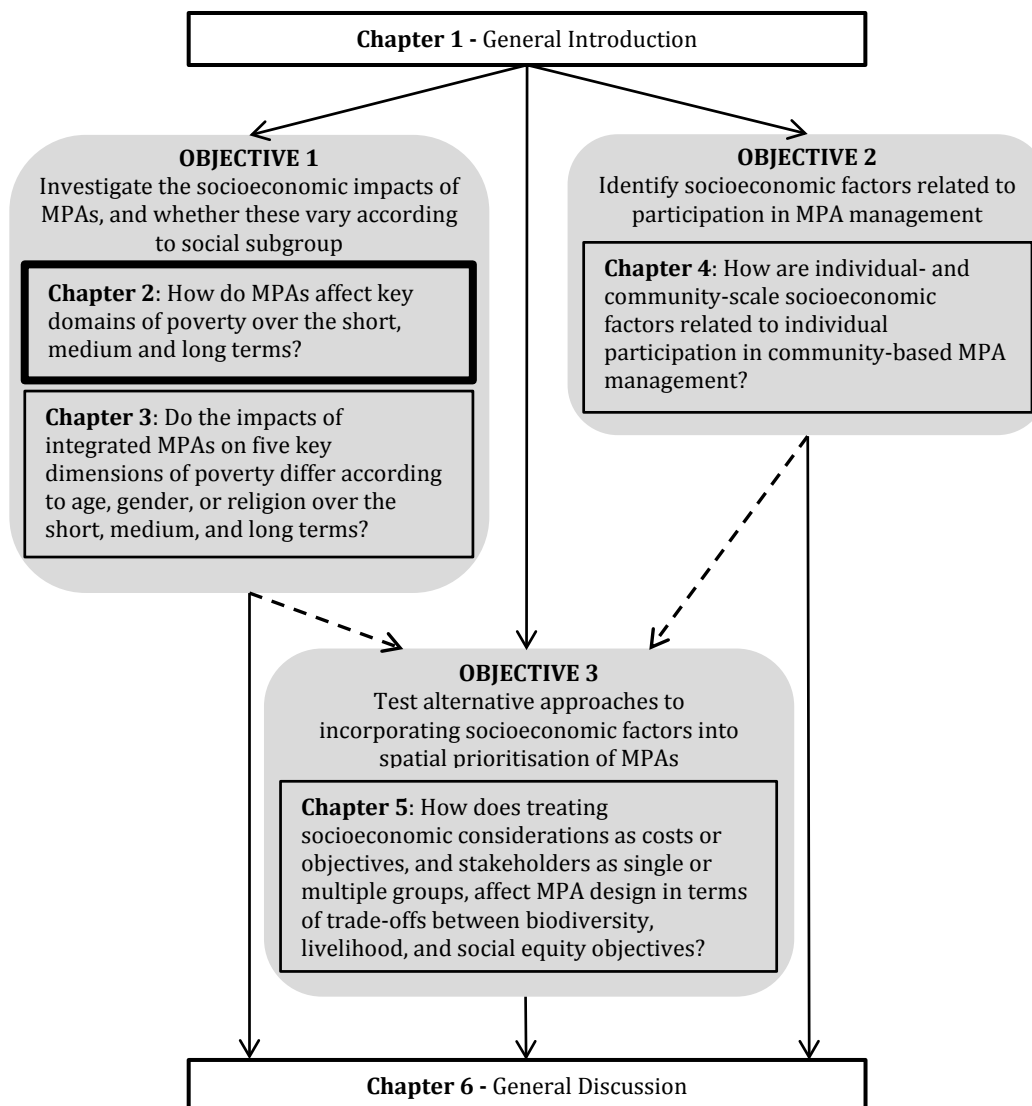 Chapter 1 - General Introduction
OBJECTIVE 1
Investigate the socioeconomic impacts of
MPAs, and whether these vary according
to social subgroup
Chapter 2: How do MPAs affect key
domains of poverty over the short,
medium and long terms?
Chapter 3: Do the impacts of
integrated MPAs on five key
dimensions of poverty differ according
to age, gender, or religion over the
short, medium, and long terms?
OBJECTIVE 2
Identify socioeconomic factors related to
participation in MPA management
Chapter 4: How are individual- and
community-scale socioeconomic
factors related to individual
participation in community-based MPA
management?
OBJECTIVE 3
Test alternative approaches to
incorporating socioeconomic factors into
spatial prioritisation of MPAs
Chapter 5: How does treating
socioeconomic considerations as costs or
objectives, and stakeholders as single or
multiple groups, affect MPA design in terms
of trade-offs between biodiversity,
livelihood, and social equity objectives?
Chapter 6 - General Discussion